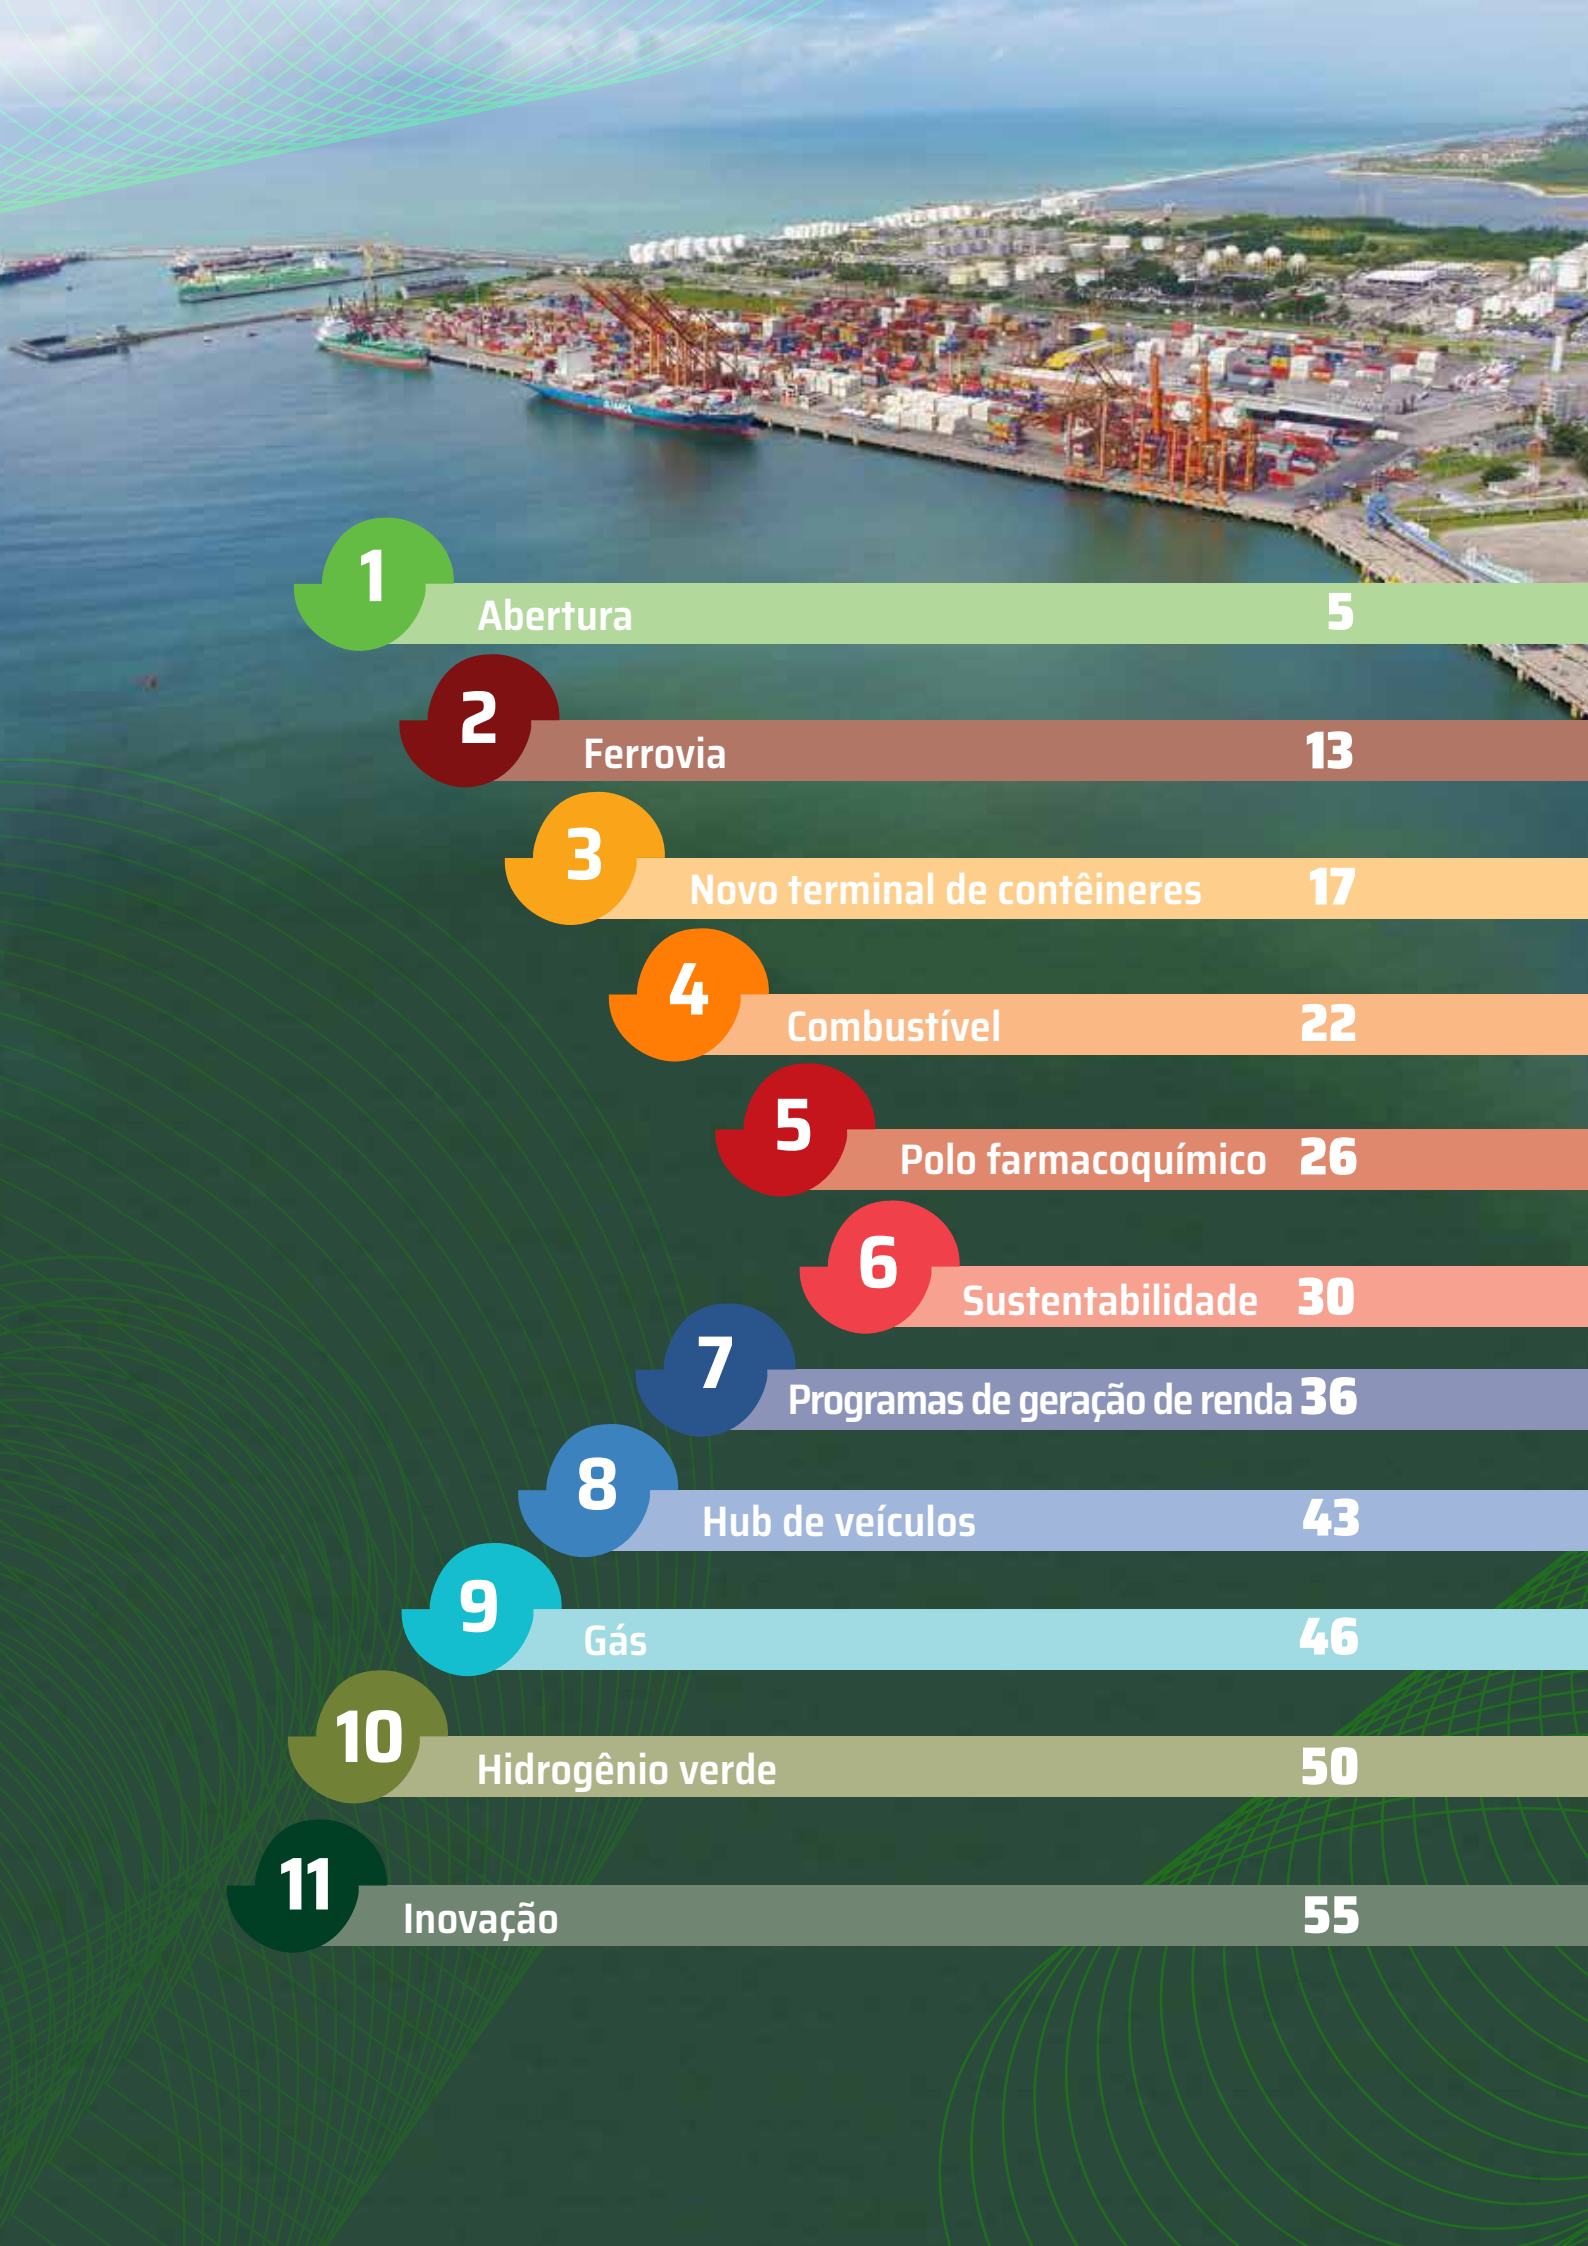 1
Abertura 5
2
Ferrovia 13
3
Novo terminal de contêineres 17
4
Combustível 22
5
Polo farmacoquímico 26
6
Sustentabilidade 30
7
Programas de geração de renda 36
8
Hub de veículos 43
9
Gás 46
10
Hidrogênio verde 50
11
Inovação 55